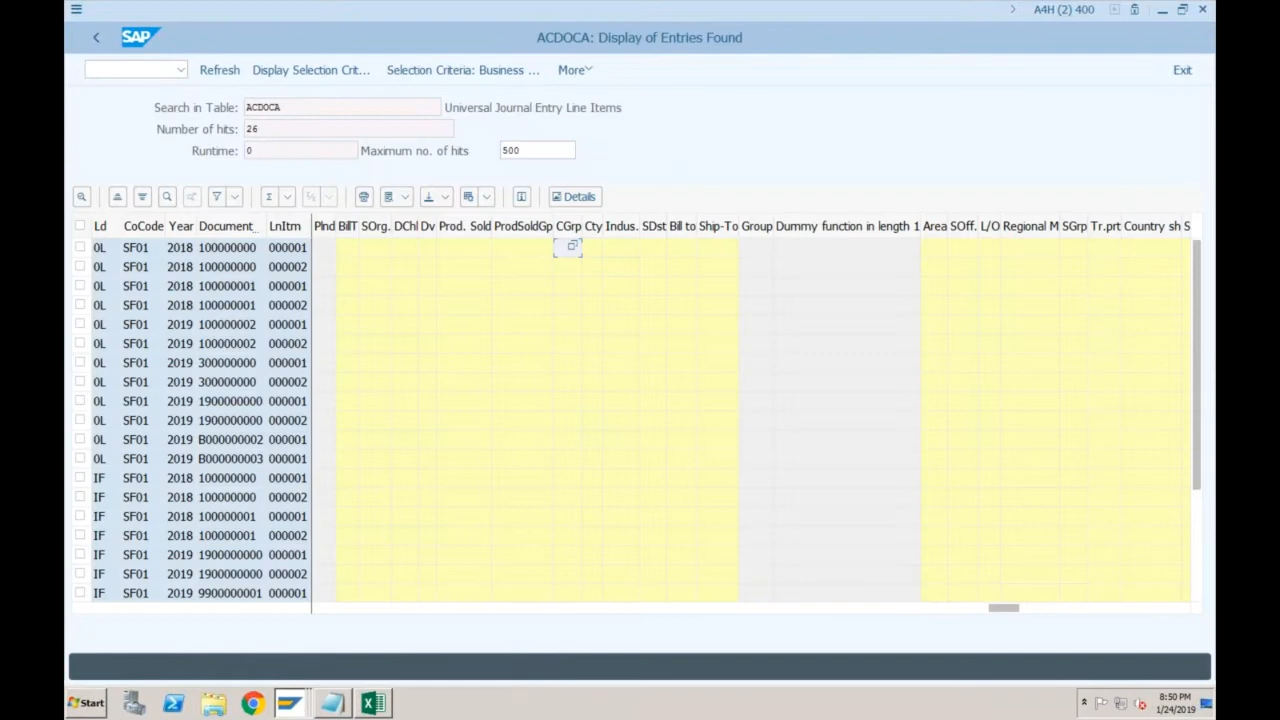 A4H (2) 400
SAP
ACDOCA: Display of Entries Found
Refresh Display Selection Crit... Selection Criteria: Business ... More Exit
Search in Table: ACDOCA Universal Journal Entry Line Items
Number of hits: 26
Runtime: 0 Maximum no. of hits 500
Details
Ld CoCode Year Document_ LnItm Plnd BillT SOrg. DChl Dv Prod. Sold ProdSoldGp CGrp Cty Indus. SDst Bill to Ship-To Group Dummy function in length 1 Area SOff. L/O Regional M SGrp Tr.prt Country sh S
0L SF01 2018 100000000 000001
0L SF01 2018 100000000 000002
0L SF01 2018 100000001 000001
0L SF01 2018 100000001 000002
0L SF01 2019 100000002 000001
0L SF01 2019 100000002 000002
0L SF01 2019 300000000 000001
0L SF01 2019 300000000 000002
0L SF01 2019 1900000000 000001
0L SF01 2019 1900000000 000002
0L SF01 2019 B000000002 000001
0L SF01 2019 B000000003 000001
IF SF01 2018 100000000 000001
IF SF01 2018 100000000 000002
IF SF01 2018 100000001 000001
IF SF01 2018 100000001 000002
IF SF01 2019 1900000000 000001
IF SF01 2019 1900000000 000002
IF SF01 2019 9900000001 000001
Start
8:50 PM
1/24/2019